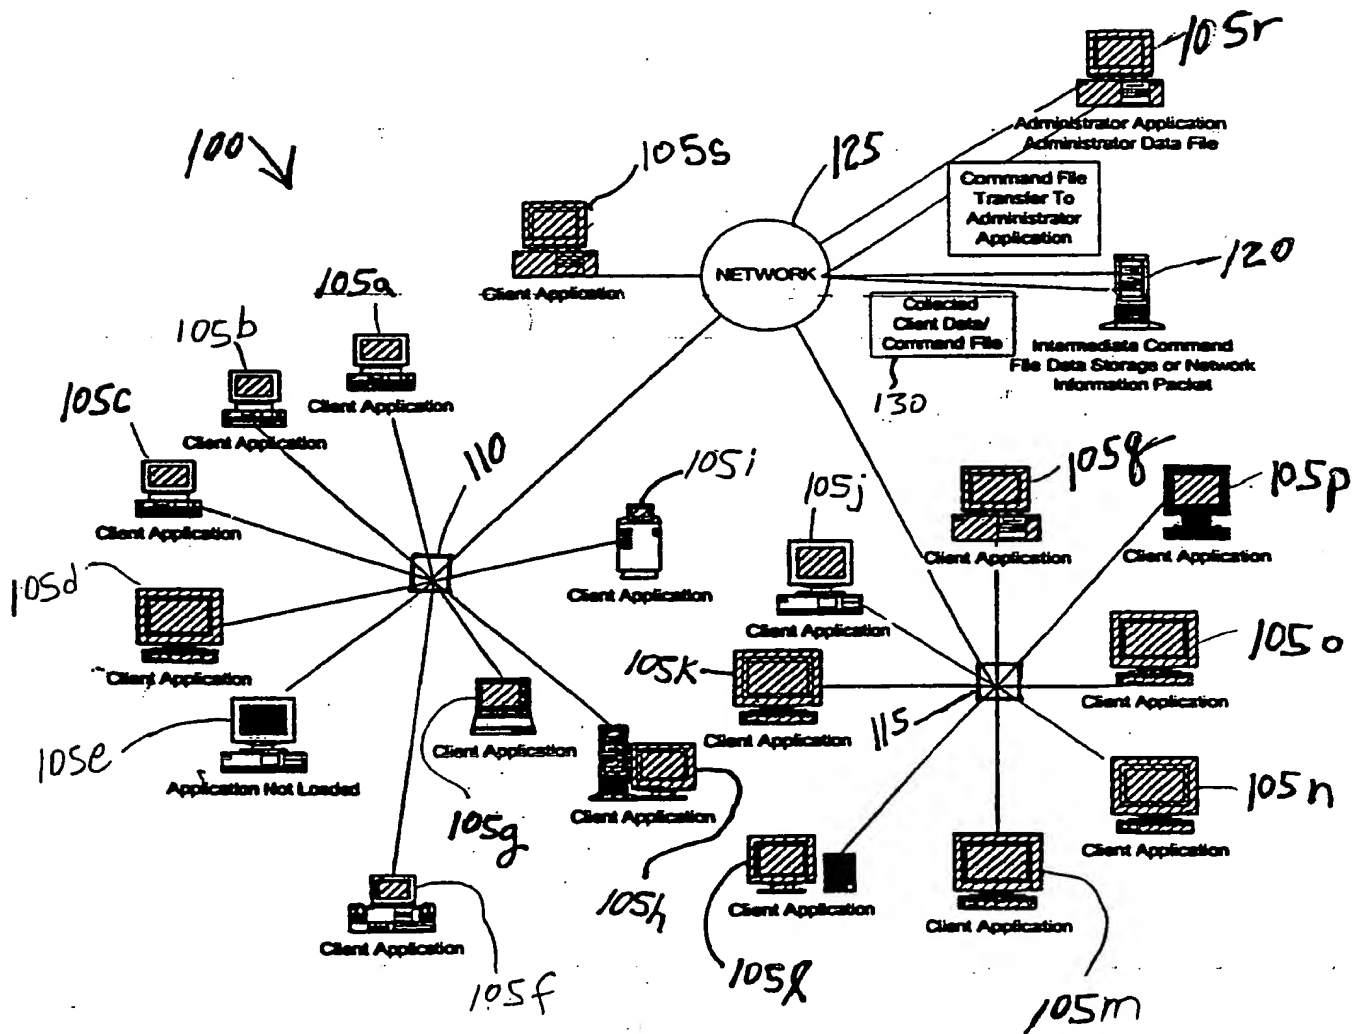 105r
Administrator Application
Administrator Data File
100
105s
125
Command File
Transfer To
Administrator
Application
NETWORK
120
Client Application
Collected
Client Data/
Command File
Intermediate Command
File Data Storage or Network
Information Packet
130
105a
105b
Client Application
105c
Client Application
110
105i
Client Application
105d
Client Application
Client Application
105e
Application Not Loaded
105g
Client Application
105h
Client Application
105f
Client Application
105j
Client Application
105q
Client Application
105p
Client Application
105k
Client Application
115
105o
Client Application
105n
Client Application
105l
Client Application
105m
Client Application